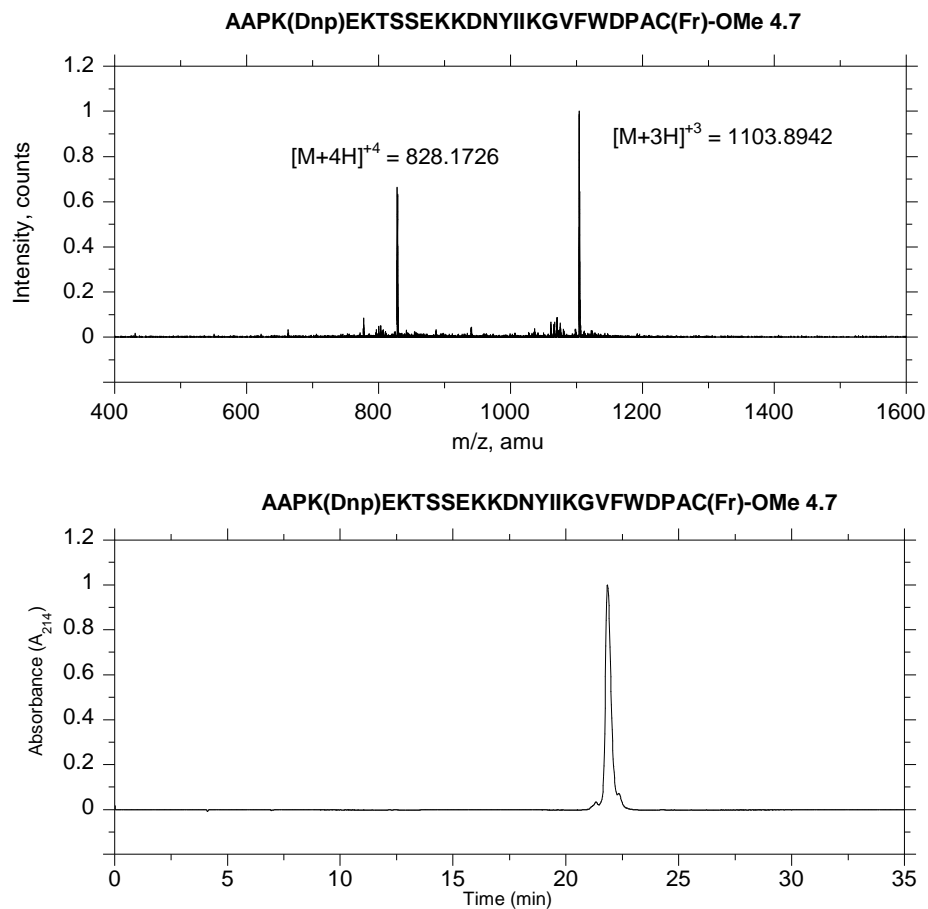 AAPK(Dnp)EKTSSEKKDNYIIKGVFWDPAC(Fr)-OMe 4.7
1.2
1
0.8
0.6
0.4
0.2
0
Intensity, counts
[M+4H]+4 = 828.1726
[M+3H]+3 = 1103.8942
400 600 800 1000 1200 1400 1600
m/z, amu
AAPK(Dnp)EKTSSEKKDNYIIKGVFWDPAC(Fr)-OMe 4.7
1.2
1
0.8
0.6
0.4
0.2
0
Absorbance (A214)
0 5 10 15 20 25 30 35
Time (min)